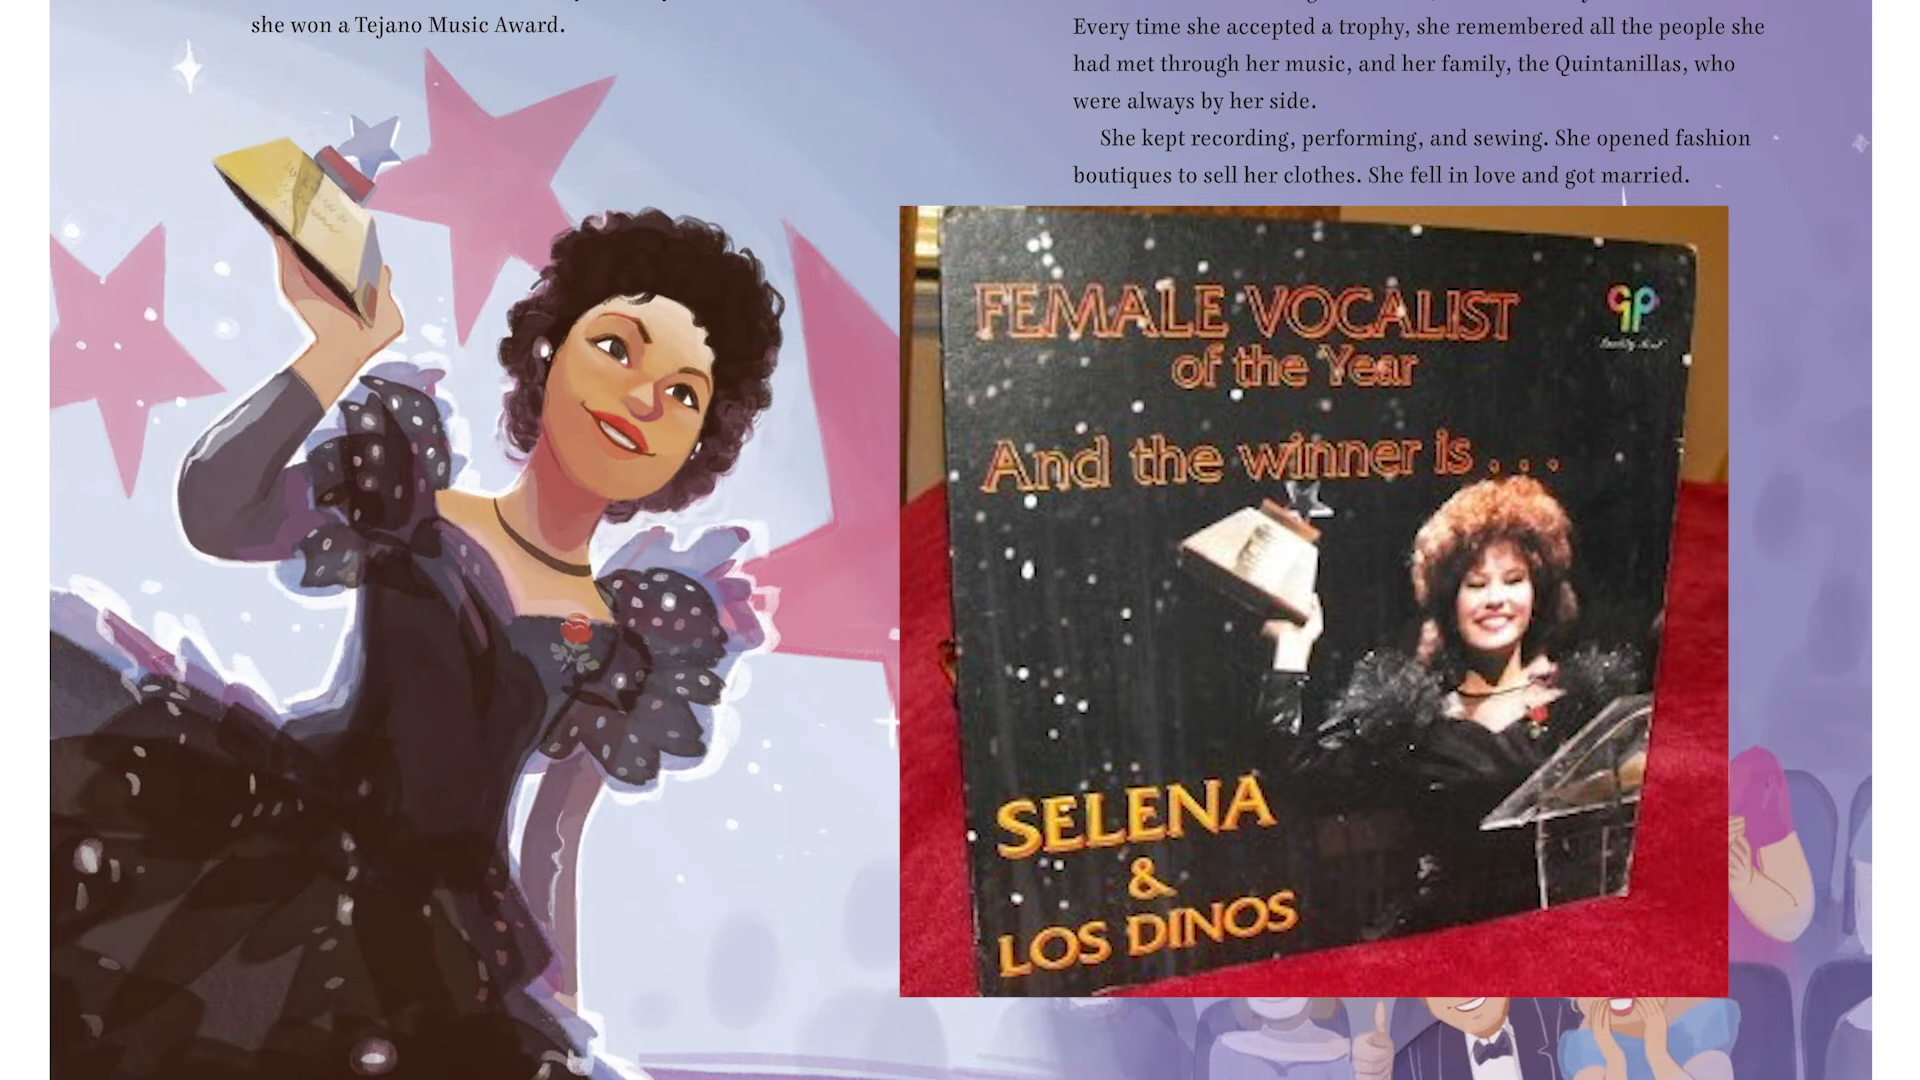 she won a Tejano Music Award.
Every time she accepted a trophy, she remembered all the people she
had met through her music, and her family, the Quintanillas, who
were always by her side.
She kept recording, performing, and sewing. She opened fashion
boutiques to sell her clothes. She fell in love and got married.
FEMALE VOCALIST
of the Year
And the winner is . . .
SELENA
&
LOS DINOS